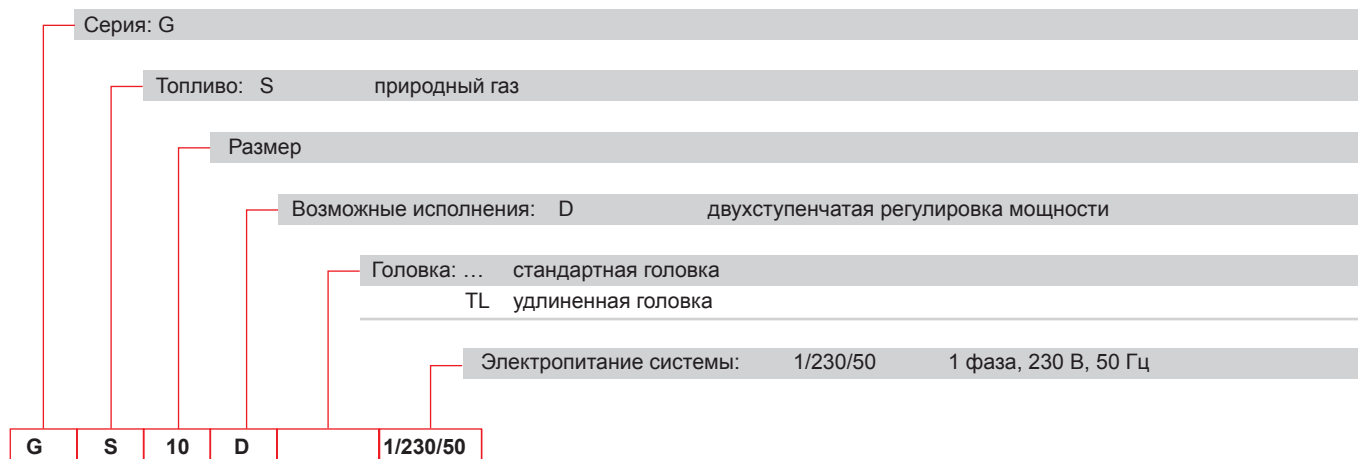 Серия: G
Топливо: S природный газ
Размер
Возможные исполнения: D двухступенчатая регулировка мощности
Головка: … стандартная головка
TL удлиненная головка
Электропитание системы: 1/230/50 1 фаза, 230 В, 50 Гц
G S 10 D 1/230/50